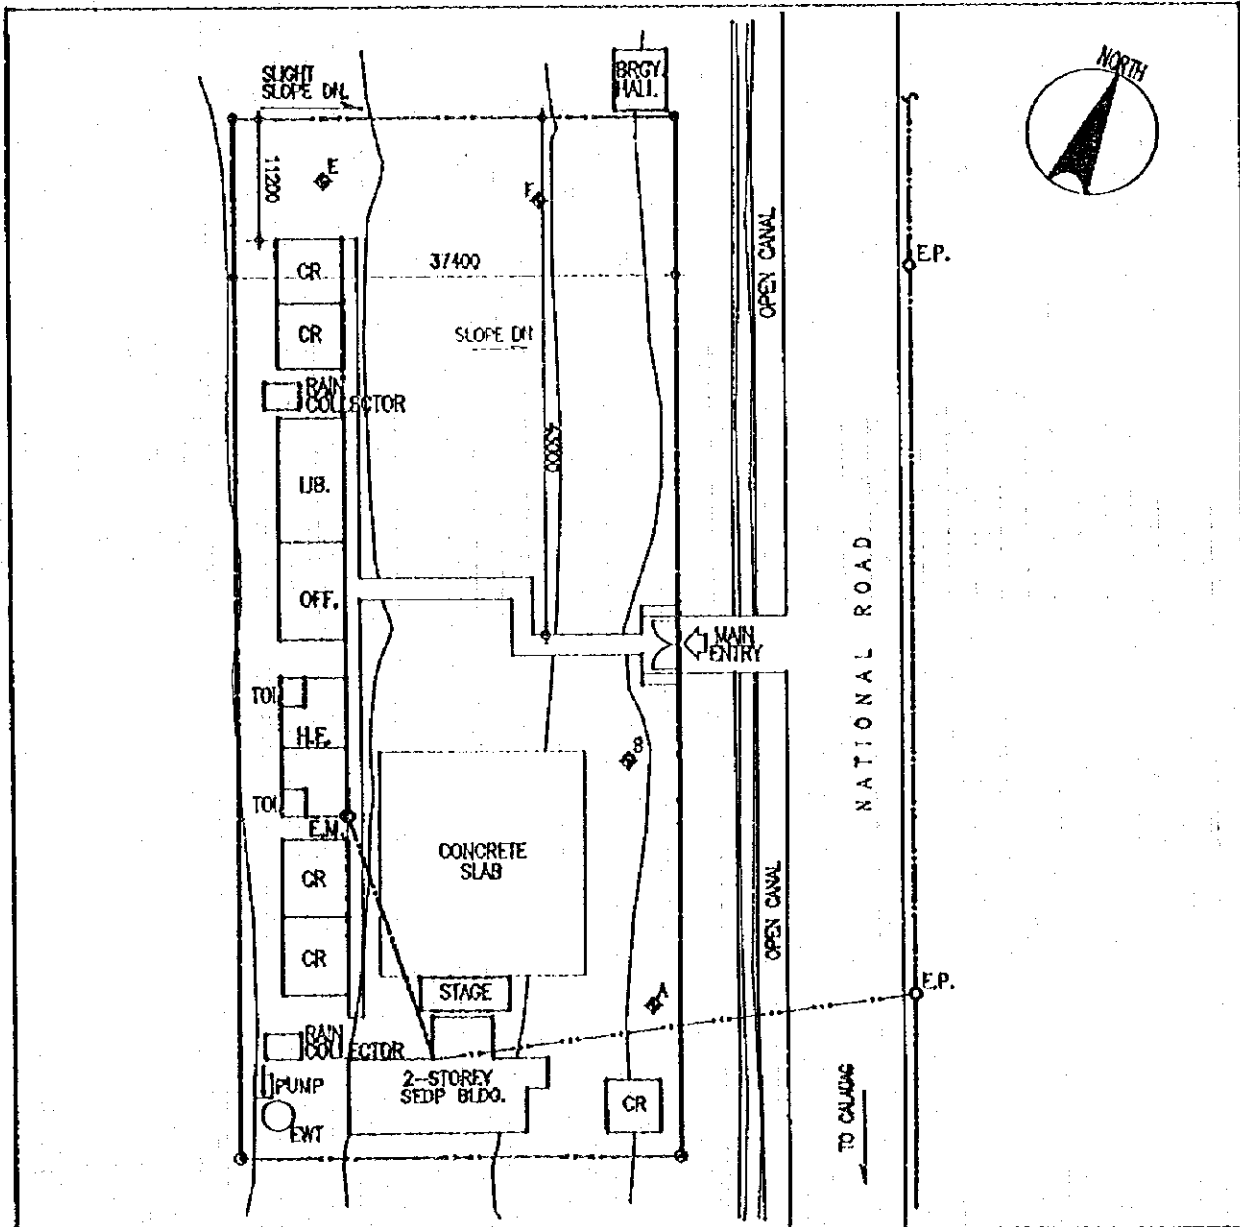 SLIGHT
SLOPE DN.
BRGY.
HALL.
NORTH
11200
E
F
OPEN CANAL
E.P.
CR
37400
CR
SLOPE DN
RAIN
COLLECTOR
LIB.
OFF.
MAIN
ENTRY
NATIONAL ROAD
TOI.
H.E.
B
TOI.
E.M.
CONCRETE
SLAB
CR
CR
OPEN CANAL
STAGE
A
E.P.
RAIN
COLLECTOR
2-STOREY
SEDP BLDG.
PUMP
CR
EWT
TO CALATAG